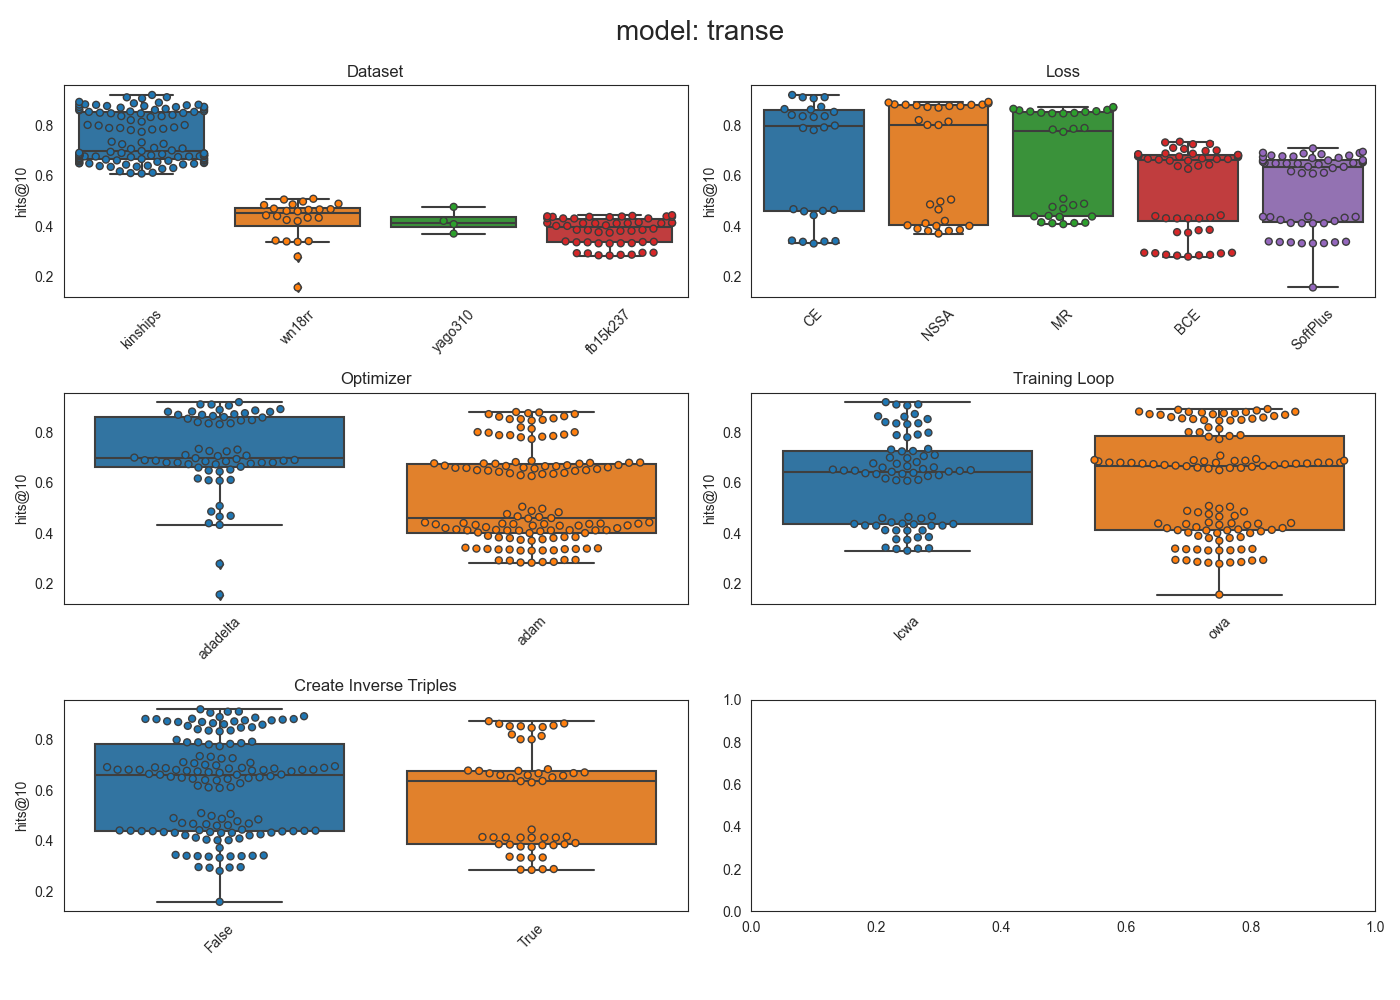 model: transe
Dataset
hits@10
0.8
0.6
0.4
0.2
kinships
wn18rr
yago310
fb15k237
Loss
hits@10
0.8
0.6
0.4
0.2
CE
NSSA
MR
BCE
SoftPlus
Optimizer
hits@10
0.8
0.6
0.4
0.2
adadelta
adam
Training Loop
hits@10
0.8
0.6
0.4
0.2
lcwa
owa
Create Inverse Triples
hits@10
0.8
0.6
0.4
0.2
False
True
1.0
0.8
0.6
0.4
0.2
0.0
0.0 0.2 0.4 0.6 0.8 1.0